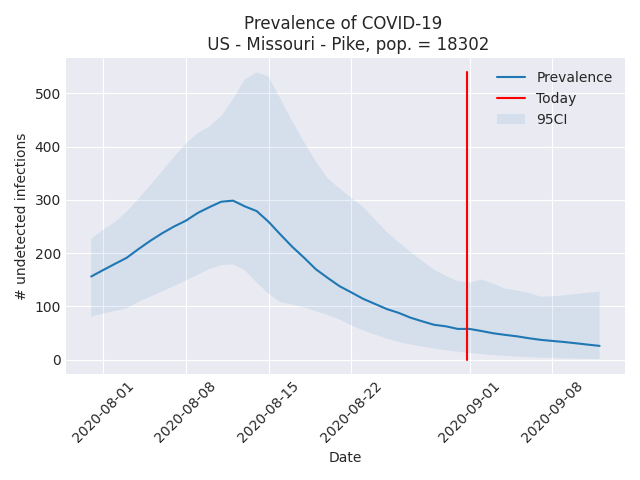 Prevalence of COVID-19
US - Missouri - Pike, pop. = 18302
Prevalence
Today
95CI
# undetected infections
500
400
300
200
100
0
2020-08-01
2020-08-08
2020-08-15
2020-08-22
2020-09-01
2020-09-08
Date